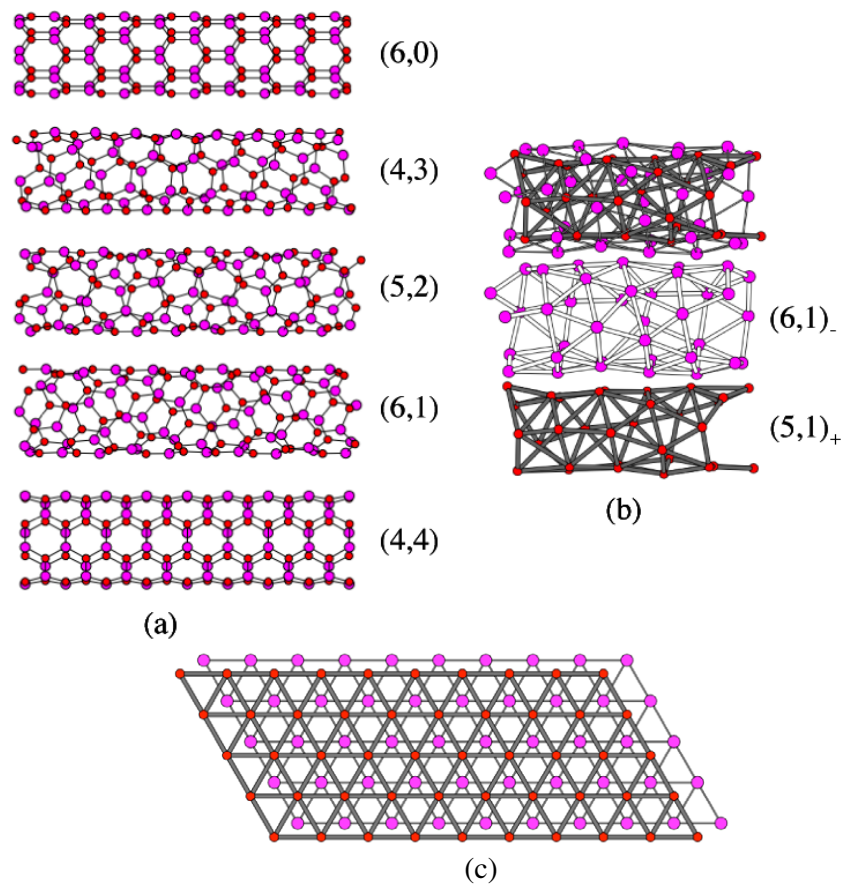 (6,0)
(4,3)
(5,2)
(6,1)
(4,4)
(a)
(6,1)₋
(5,1)₊
(b)
(c)